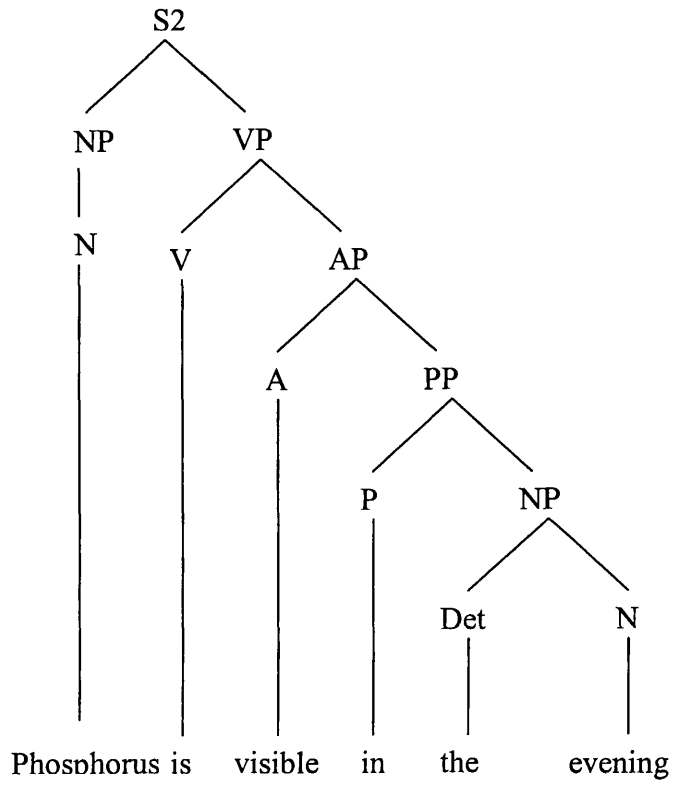 S2
NP VP
N V AP
A PP
P NP
Det N
Phosphorus is visible in the evening